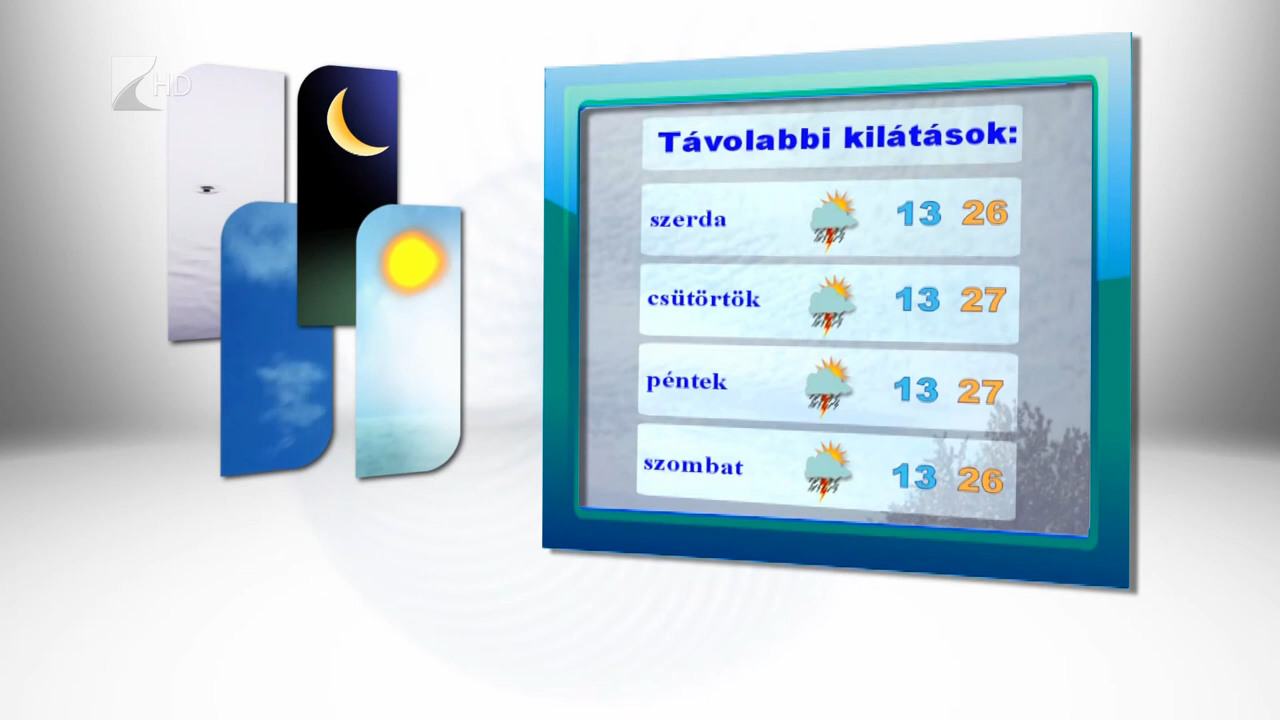 HD
Távolabbi kilátások:
szerda 13 26
csütörtök 13 27
péntek 13 27
szombat 13 26